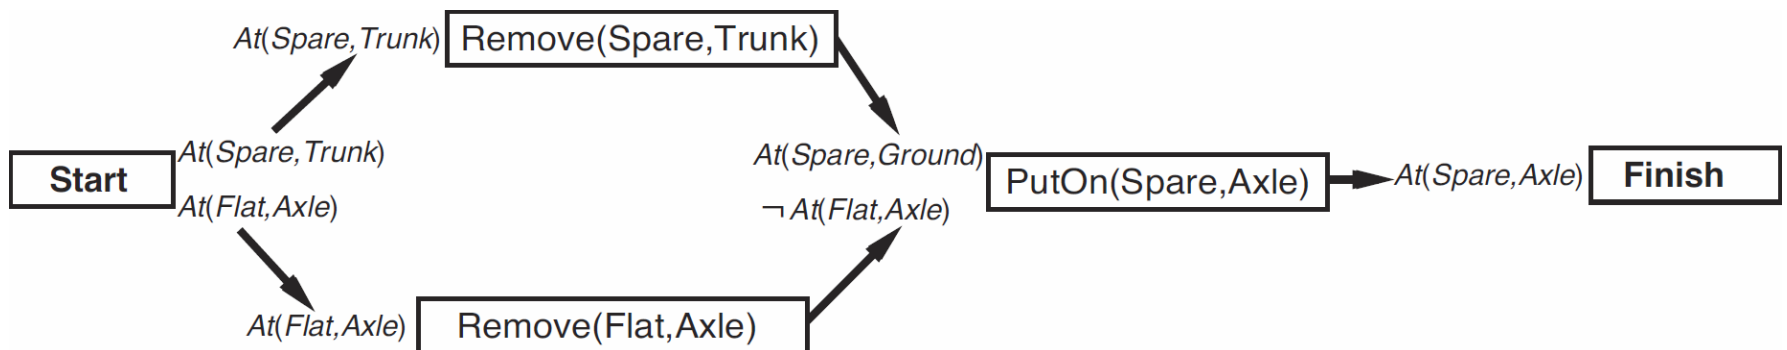 At(Spare,Trunk) Remove(Spare,Trunk)
Start At(Spare,Trunk)
At(Flat,Axle)
At(Spare,Ground)
¬At(Flat,Axle)
PutOn(Spare,Axle)
At(Spare,Axle) Finish
At(Flat,Axle) Remove(Flat,Axle)